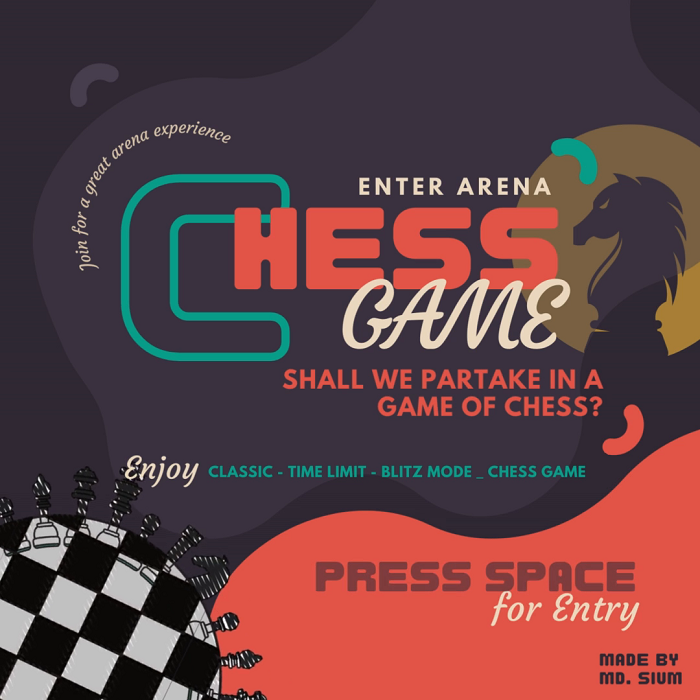 Join for a great arena experience
ENTER ARENA
CHESS
GAME
SHALL WE PARTAKE IN A
GAME OF CHESS?
Enjoy CLASSIC - TIME LIMIT - BLITZ MODE _ CHESS GAME
PRESS SPACE
for Entry
MADE BY
MD. SIUM